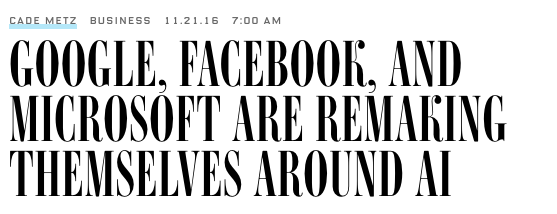 CADE METZ BUSINESS 11.21.16 7:00 AM
GOOGLE, FACEBOOK, AND
MICROSOFT ARE REMAKING
THEMSELVES AROUND AI